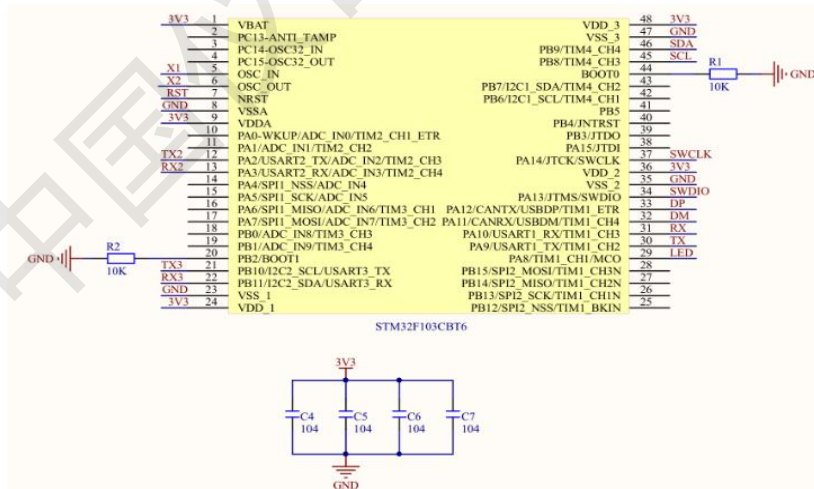 3V3 1 VBAT VDD_3 48 3V3
2 PC13-ANTI_TAMP VSS_3 47 GND
3 PC14-OSC32_IN PB9/TIM4_CH4 46 SDA
4 PC15-OSC32_OUT PB8/TIM4_CH3 45 SCL
X1 5 OSC_IN BOOT0 44 R1 10K GND
X2 6 OSC_OUT PB7/I2C1_SDA/TIM4_CH2 43
RST 7 NRST PB6/I2C1_SCL/TIM4_CH1 42
GND 8 VSSA PB5 41
3V3 9 VDDA PB4/JNTRST 40
10 PA0-WKUP/ADC_IN0/TIM2_CH1_ETR PB3/JTDO 39
11 PA1/ADC_IN1/TIM2_CH2 PA15/JTDI 38
TX2 12 PA2/USART2_TX/ADC_IN2/TIM2_CH3 PA14/JTCK/SWCLK 37 SWCLK
RX2 13 PA3/USART2_RX/ADC_IN3/TIM2_CH4 VDD_2 36 3V3
14 PA4/SPI1_NSS/ADC_IN4 VSS_2 35 GND
15 PA5/SPI1_SCK/ADC_IN5 PA13/JTMS/SWDIO 34 SWDIO
16 PA6/SPI1_MISO/ADC_IN6/TIM3_CH1 PA12/CANTX/USBDP/TIM1_ETR 33 DP
17 PA7/SPI1_MOSI/ADC_IN7/TIM3_CH2 PA11/CANRX/USBDM/TIM1_CH4 32 DM
18 PB0/ADC_IN8/TIM3_CH3 PA10/USART1_RX/TIM1_CH3 31 RX
19 PB1/ADC_IN9/TIM3_CH4 PA9/USART1_TX/TIM1_CH2 30 TX
GND R2 10K 20 PB2/BOOT1 PA8/TIM1_CH1/MCO 29 LED
TX3 21 PB10/I2C2_SCL/USART3_TX PB15/SPI2_MOSI/TIM1_CH3N 28
RX3 22 PB11/I2C2_SDA/USART3_RX PB14/SPI2_MISO/TIM1_CH2N 27
GND 23 VSS_1 PB13/SPI2_SCK/TIM1_CH1N 26
3V3 24 VDD_1 PB12/SPI2_NSS/TIM1_BKIN 25
STM32F103CBT6
3V3
C4 C5 C6 C7
104 104 104 104
GND